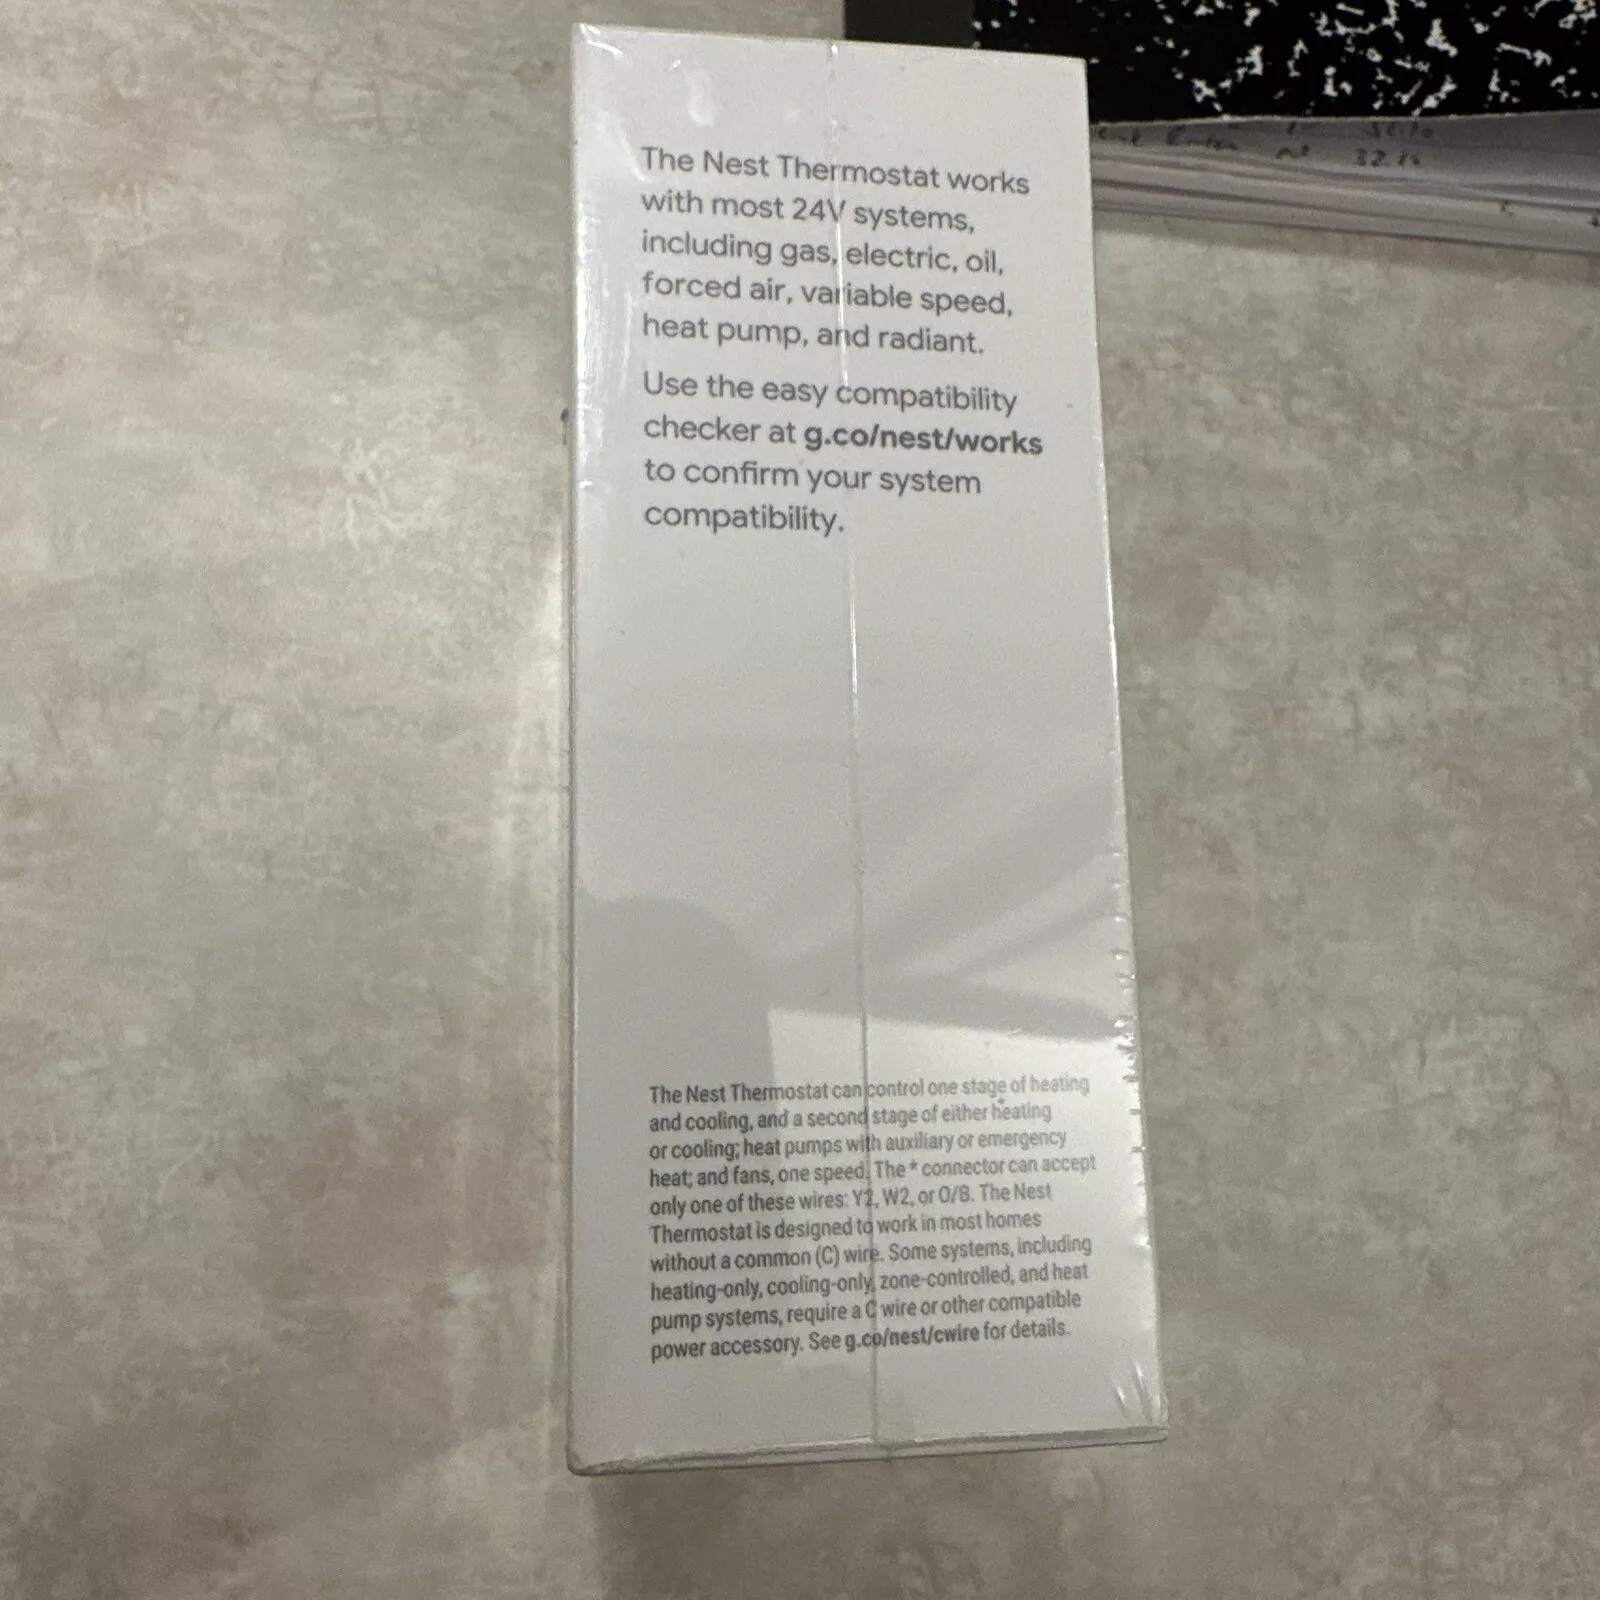 The Nest Thermostat works
with most 24V systems,
including gas, electric, oil,
forced air, variable speed,
heat pump, and radiant.
Use the easy compatibility
checker at g.co/nest/works
to confirm your system
compatibility.
The Nest Thermostat can control one stage of heating
and cooling, and a second stage of either heating
or cooling; heat pumps with auxiliary or emergency
heat; and fans, one speed. The * connector can accept
only one of these wires: Y2, W2, or O/B. The Nest
Thermostat is designed to work in most homes
without a common (C) wire. Some systems, including
heating-only, cooling-only, zone-controlled, and heat
pump systems, require a C wire or other compatible
power accessory. See g.co/nest/cwire for details.